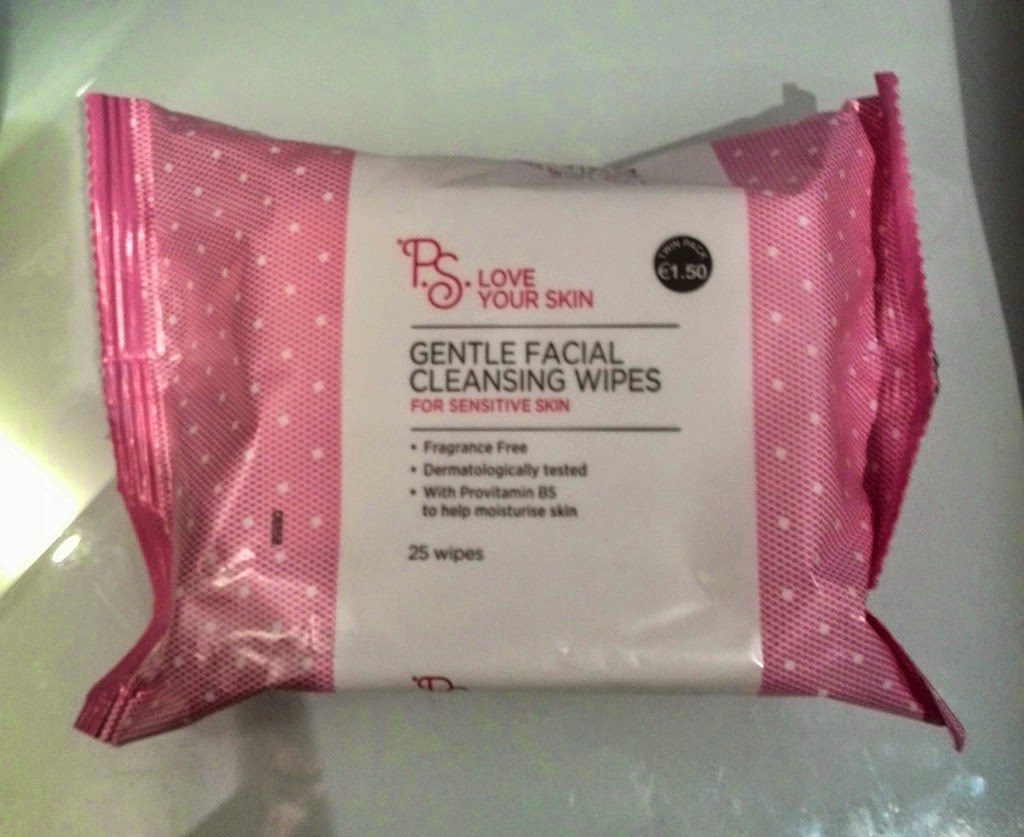 P.S. LOVE
YOUR SKIN
TWIN PACK
€1.50
GENTLE FACIAL
CLEANSING WIPES
FOR SENSITIVE SKIN
• Fragrance Free
• Dermatologically tested
• With Provitamin B5
to help moisturise skin
25 wipes